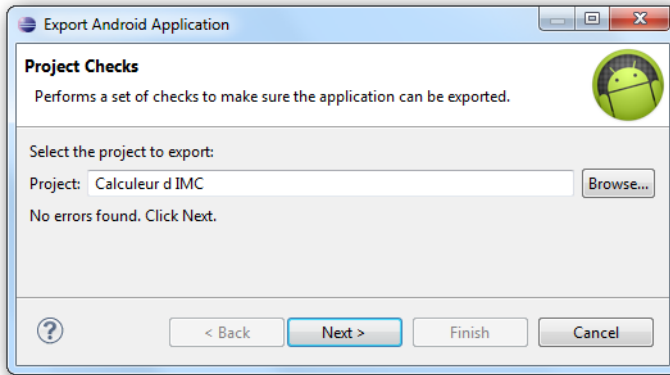 Export Android Application
Project Checks
Performs a set of checks to make sure the application can be exported.
Select the project to export:
Project: Calculeur d IMC Browse...
No errors found. Click Next.
? < Back Next > Finish Cancel